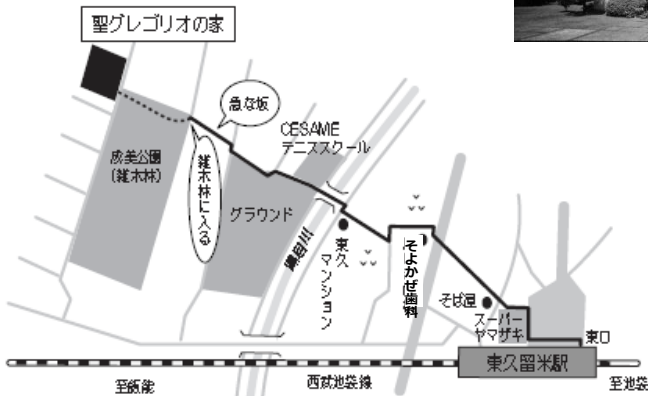 聖グレゴリオの家
急な坂
CESAME
テニススクール
成美公園
(雑木林)
雑木林に入る
グラウンド
黒目川
東久
マンション
そよかぜ歯科
そば屋
スーパー
ヤマザキ
東口
東久留米駅
至飯能
西武池袋線
至池袋